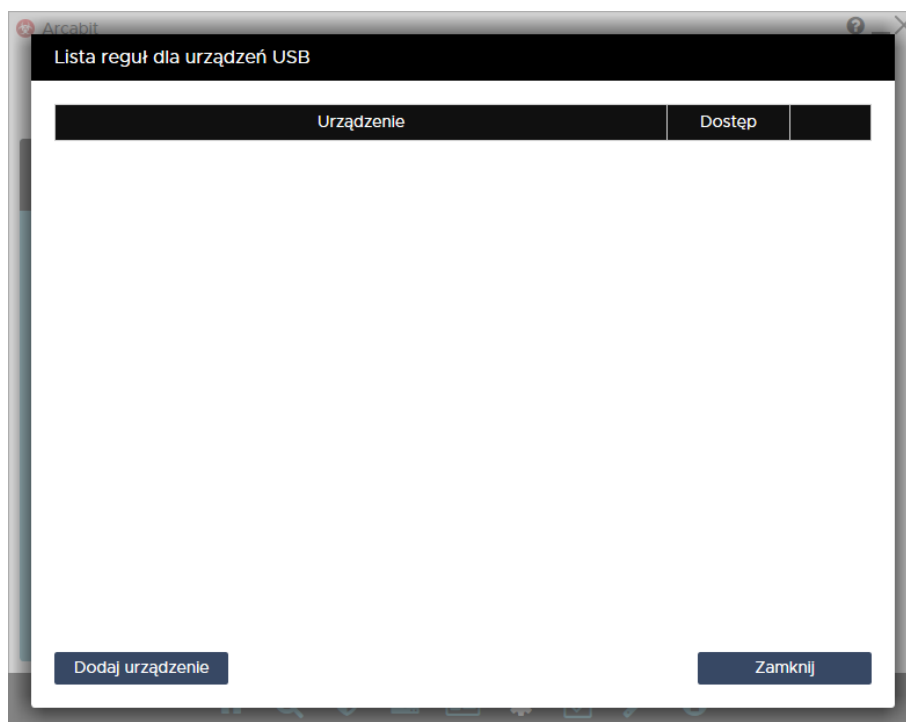 Arcabit
Lista reguł dla urządzeń USB
Urządzenie Dostęp
Dodaj urządzenie Zamknij